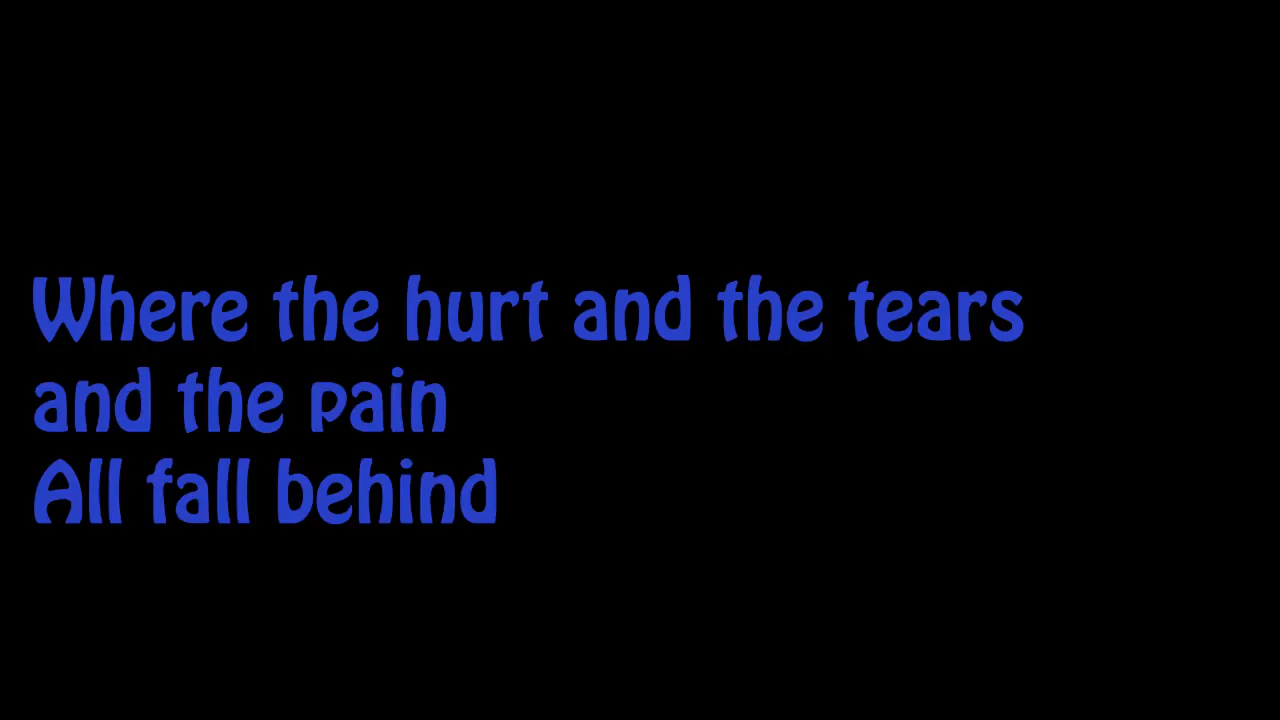 Where the hurt and the tears
and the pain
All fall behind